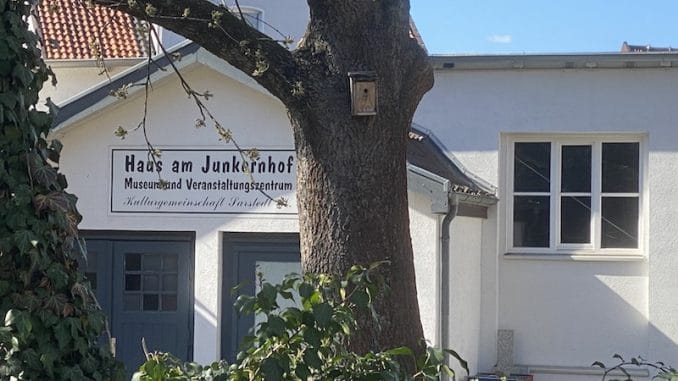 Haus am Junkernhof
Museum und Veranstaltungszentrum
Kulturgemeinschaft Sarstedt